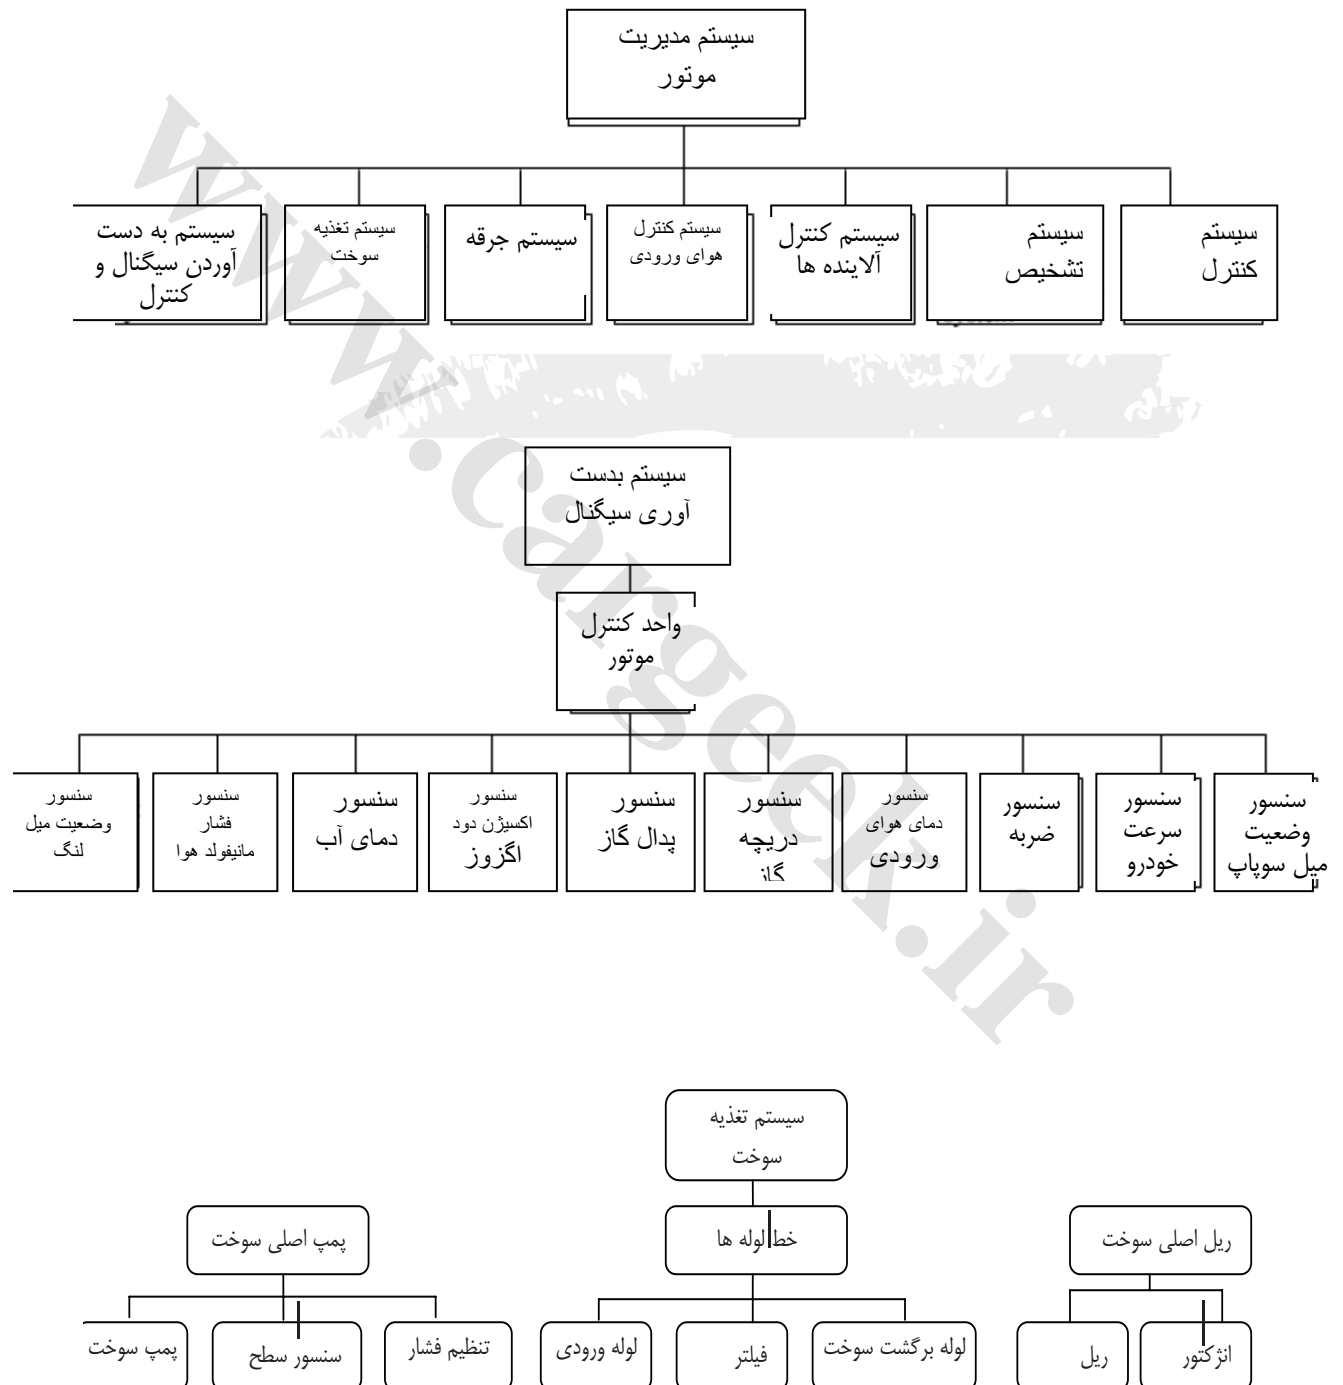 سیستم مدیریت
موتور
سیستم
کنترل
سیستم
تشخیص
سیستم کنترل
آلاینده ها
سیستم کنترل
هوای ورودی
سیستم جرقه
سیستم تغذیه
سوخت
سیستم به دست
آوردن سیگنال و
کنترل
سیستم بدست
آوری سیگنال
واحد کنترل
موتور
سنسور
وضعیت
میل سوپاپ
سنسور
سرعت
خودرو
سنسور
ضربه
سنسور
دمای هوای
ورودی
سنسور
دریچه
گاز
سنسور
پدال گاز
سنسور
اکسیژن دود
اگزوز
سنسور
دمای آب
سنسور
فشار
مانیفولد هوا
سنسور
وضعیت میل
لنگ
سیستم تغذیه
سوخت
ریل اصلی سوخت
خط لوله ها
پمپ اصلی سوخت
انژکتور
ریل
لوله برگشت سوخت
فیلتر
لوله ورودی
تنظیم فشار
سنسور سطح
پمپ سوخت
www.cargeek.ir